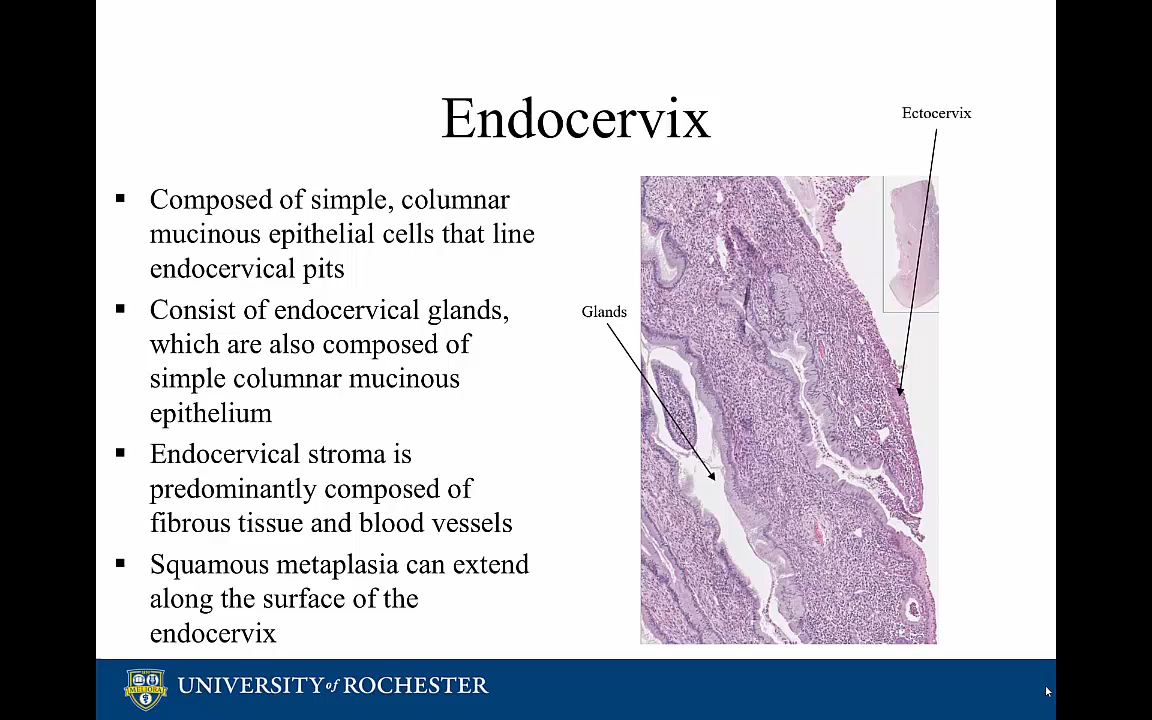 Endocervix
Ectocervix
Composed of simple, columnar
mucinous epithelial cells that line
endocervical pits
Consist of endocervical glands,
which are also composed of
simple columnar mucinous
epithelium
Endocervical stroma is
predominantly composed of
fibrous tissue and blood vessels
Squamous metaplasia can extend
along the surface of the
endocervix
Glands
MELIORA
UNIVERSITY of ROCHESTER